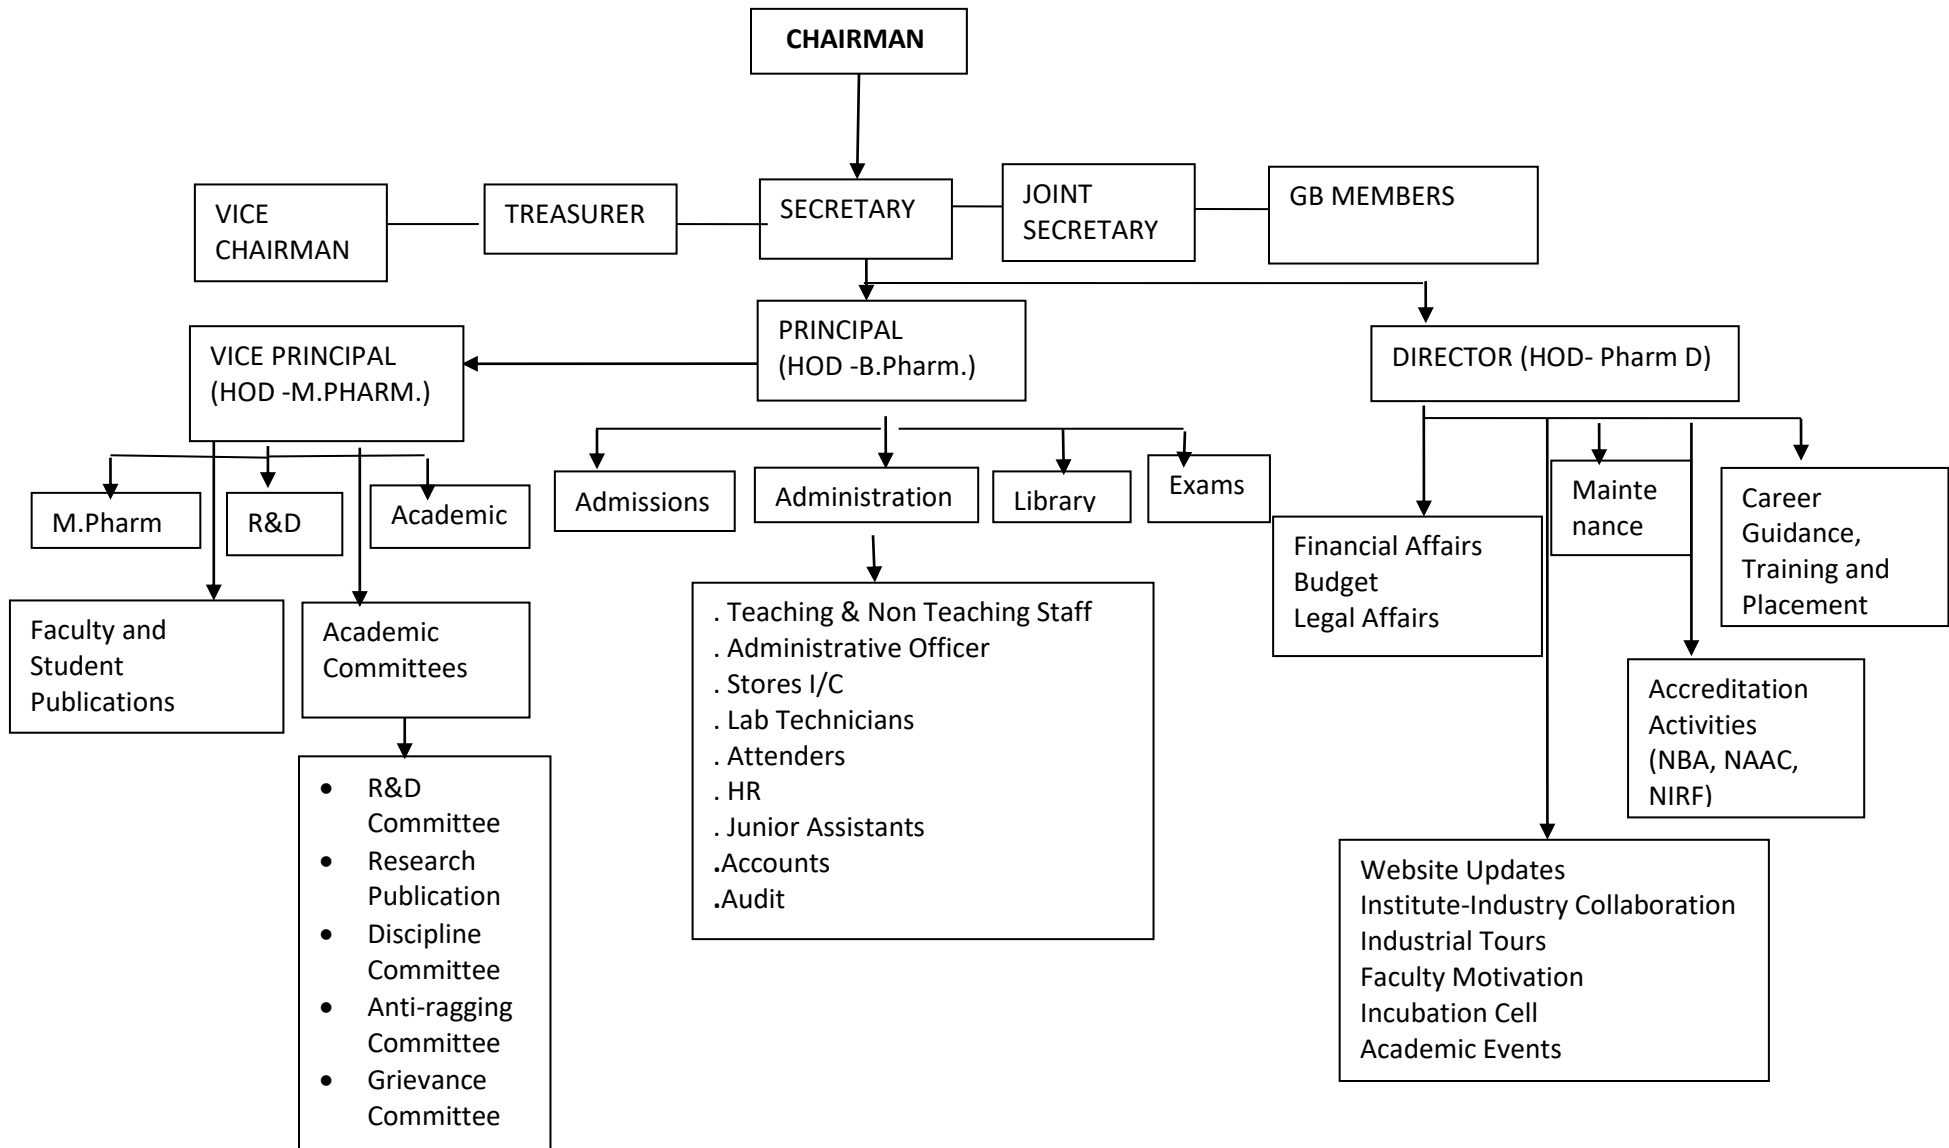 CHAIRMAN
VICE
CHAIRMAN
TREASURER
SECRETARY
JOINT
SECRETARY
GB MEMBERS
VICE PRINCIPAL
(HOD -M.PHARM.)
PRINCIPAL
(HOD -B.Pharm.)
DIRECTOR (HOD- Pharm D)
M.Pharm
R&D
Academic
Admissions
Administration
Library
Exams
Financial Affairs
Budget
Legal Affairs
Mainte
nance
Career
Guidance,
Training and
Placement
Faculty and
Student
Publications
Academic
Committees
. Teaching & Non Teaching Staff
. Administrative Officer
. Stores I/C
. Lab Technicians
. Attenders
. HR
. Junior Assistants
.Accounts
.Audit
Accreditation
Activities
(NBA, NAAC,
NIRF)
• R&D
Committee
• Research
Publication
• Discipline
Committee
• Anti-ragging
Committee
• Grievance
Committee
Website Updates
Institute-Industry Collaboration
Industrial Tours
Faculty Motivation
Incubation Cell
Academic Events